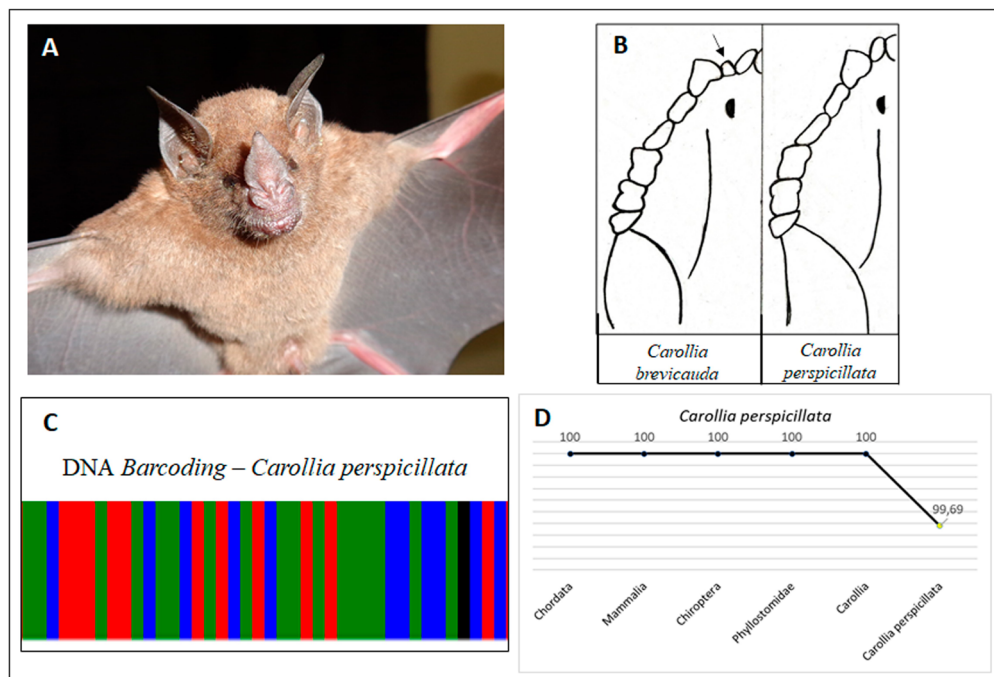 A
B
Carollia
brevicauda
Carollia
perspicillata
C
DNA Barcoding – Carollia perspicillata
D
Carollia perspicillata
100 100 100 100 100
99,69
Chordata
Mammalia
Chiroptera
Phyllostomidae
Carollia
Carollia perspicillata